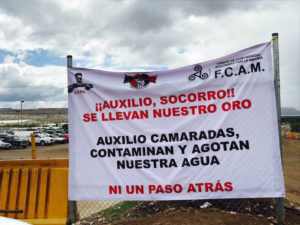 F.C.A.M.
¡¡AUXILIO, SOCORRO!!
SE LLEVAN NUESTRO ORO
AUXILIO CAMARADAS,
CONTAMINAN Y AGOTAN
NUESTRA AGUA
NI UN PASO ATRÁS